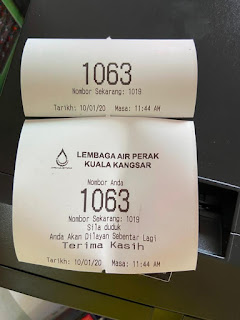 1063
Nombor Sekarang: 1019
Tarikh: 10/01/20 Masa: 11:44 AM
LEMBAGA AIR PERAK
KUALA KANGSAR
Nombor Anda
1063
Nombor Sekarang: 1019
Sila duduk
Anda Akan Dilayan Sebentar Lagi
Terima Kasih
Tarikh: 10/01/20 Masa: 11:44 AM